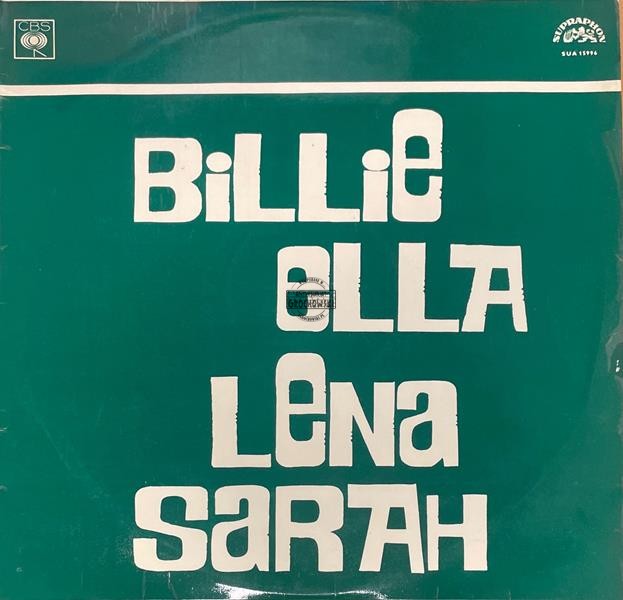 CBS
SUPRAPHON
SUA 15996
BiLLie
eLLA
LeNa
SaRAH